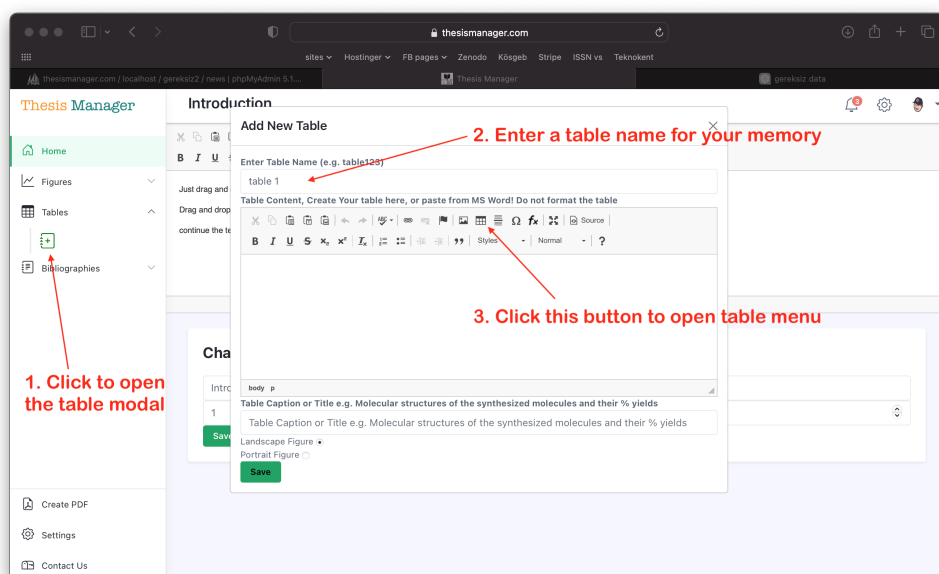 thesismanager.com
sites
Hostinger
FB pages
Zenodo
Kösgeb
Stripe
ISSN vs
Teknokent
thesismanager.com / localhost / gereksiz2 / news | phpMyAdmin 5.1....
Thesis Manager
gereksiz data
Thesis Manager
Introduction
3
Home
Figures
Tables
Bibliographies
1. Click to open
the table modal
Create PDF
Settings
Contact Us
B I U
Just drag and
Drag and drop
continue the te
Cha
Intro
1
Save
Add New Table
2. Enter a table name for your memory
Enter Table Name (e.g. table123)
table 1
Table Content, Create Your table here, or paste from MS Word! Do not format the table
Source
B I U S x₂ x² Tx Styles Normal ?
3. Click this button to open table menu
body p
Table Caption or Title e.g. Molecular structures of the synthesized molecules and their % yields
Table Caption or Title e.g. Molecular structures of the synthesized molecules and their % yields
Landscape Figure
Portrait Figure
Save